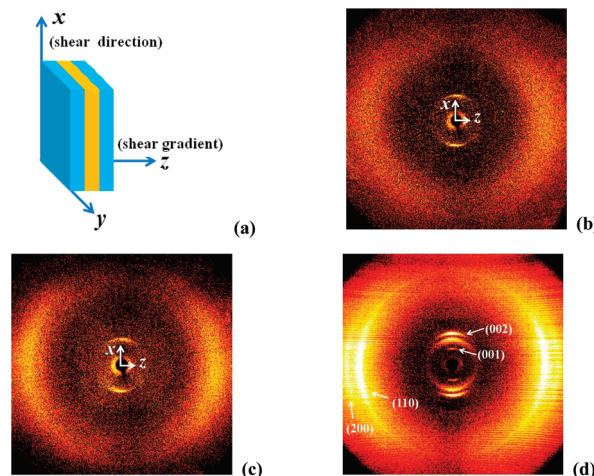 x
(shear direction)
(shear gradient)
z
y
(a)
x
z
(b)
x
z
(c)
(002)
(001)
(110)
(200)
(d)